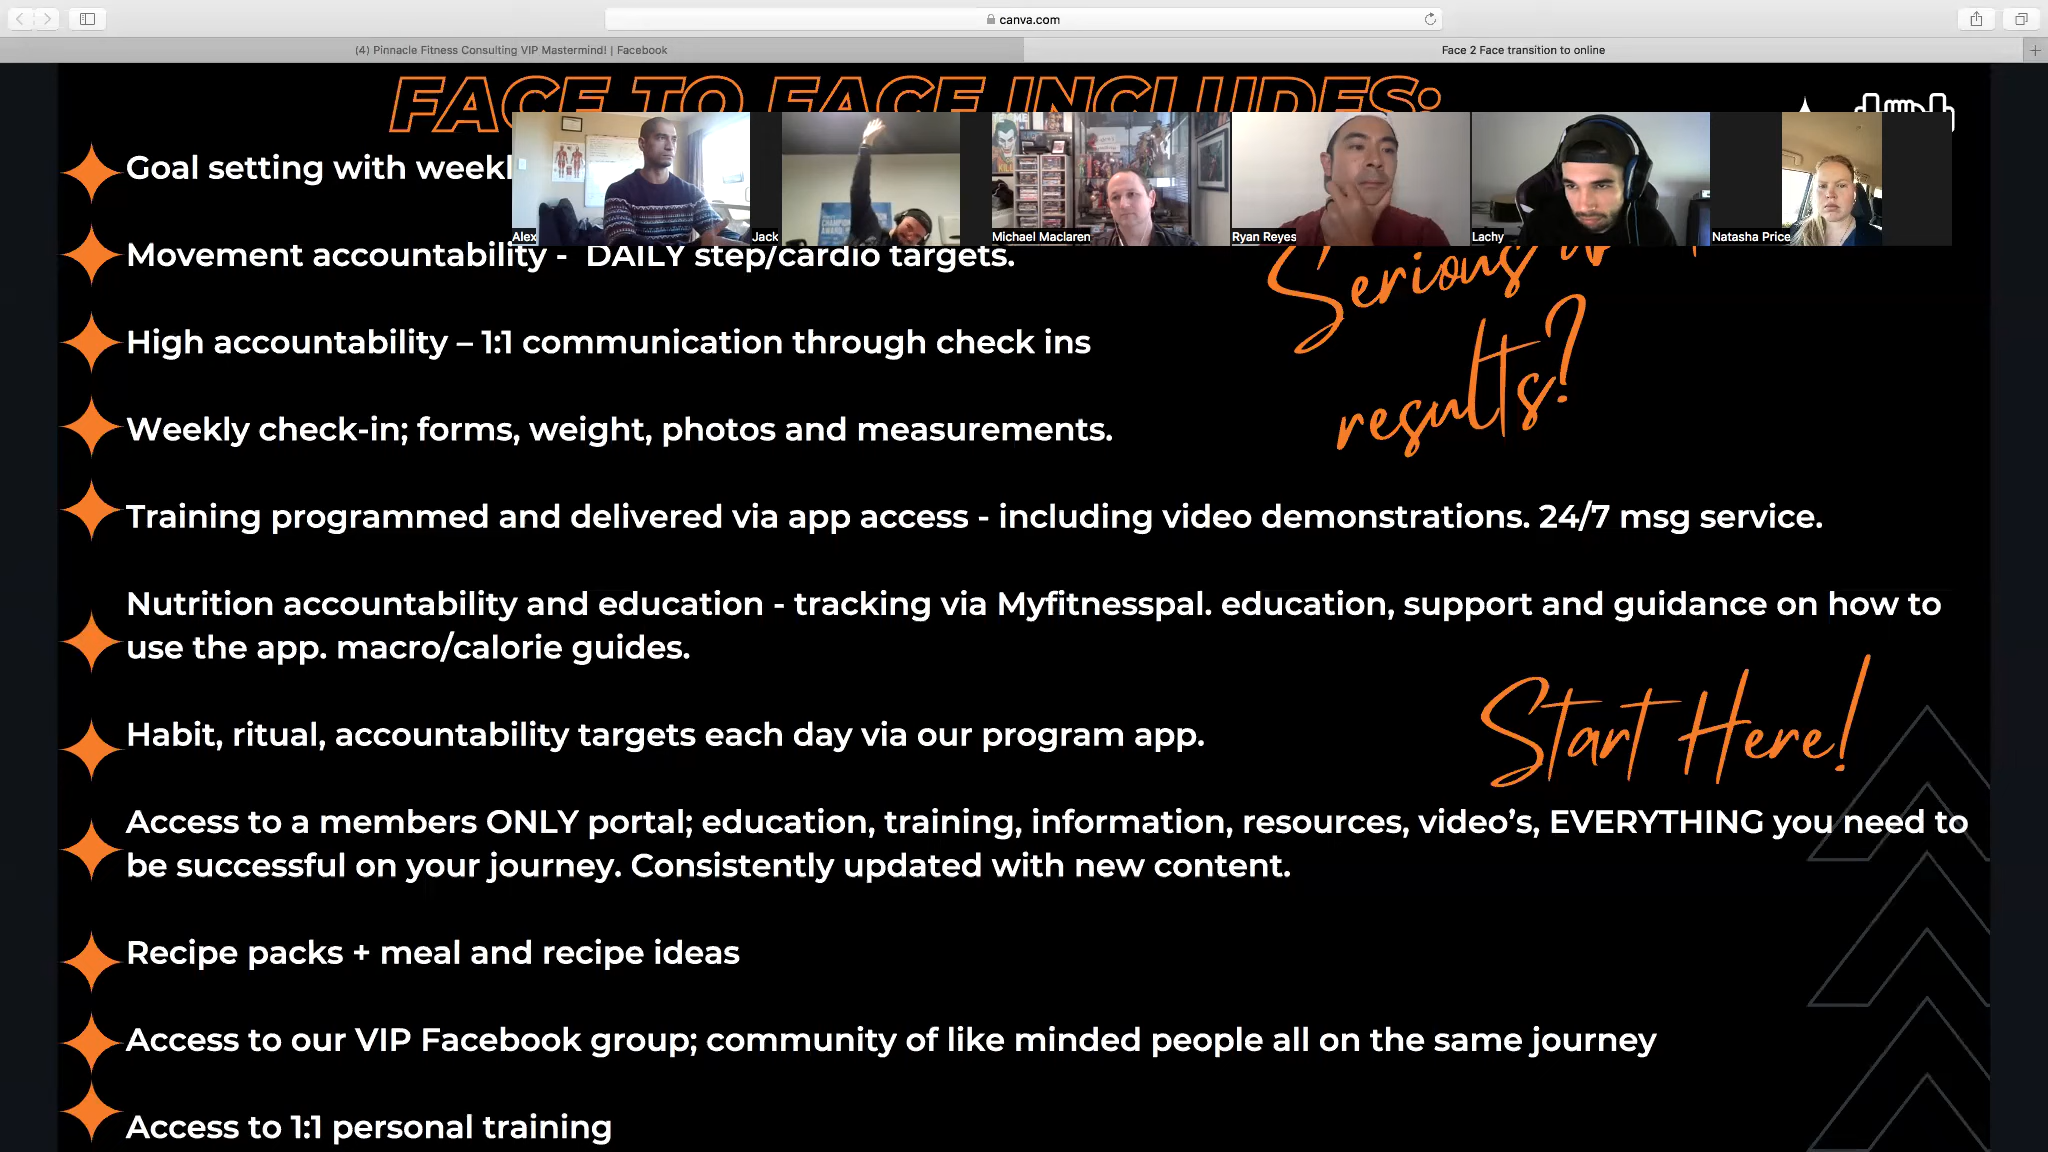 canva.com
(4) Pinnacle Fitness Consulting VIP Mastermind! | Facebook
Face 2 Face transition to online
FACE TO FACE INCLUDES:
Goal setting with weekl
Alex
Jack
Michael Maclaren
Ryan Reyes
Lachy
Natasha Price
Movement accountability - DAILY step/cardio targets.
Serious
results?
High accountability – 1:1 communication through check ins
Weekly check-in; forms, weight, photos and measurements.
Training programmed and delivered via app access - including video demonstrations. 24/7 msg service.
Nutrition accountability and education - tracking via Myfitnesspal. education, support and guidance on how to
use the app. macro/calorie guides.
Start Here!
Habit, ritual, accountability targets each day via our program app.
Access to a members ONLY portal; education, training, information, resources, video's, EVERYTHING you need to
be successful on your journey. Consistently updated with new content.
Recipe packs + meal and recipe ideas
Access to our VIP Facebook group; community of like minded people all on the same journey
Access to 1:1 personal training